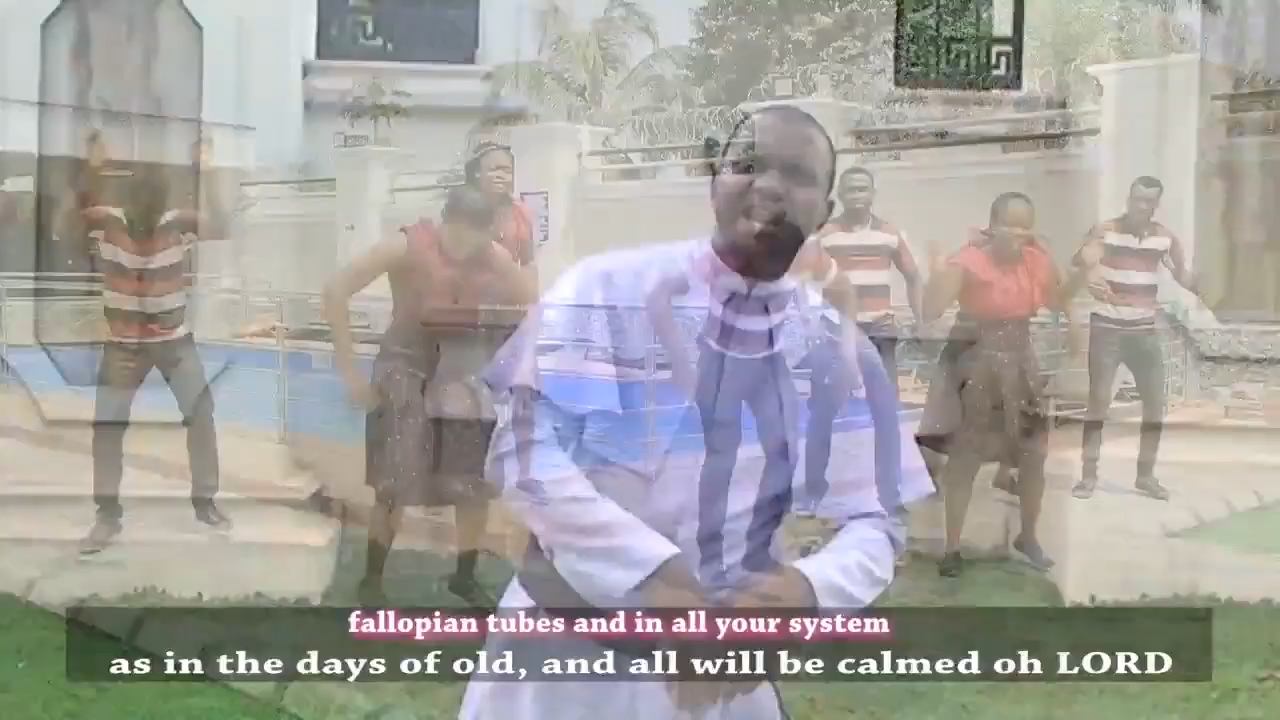 fallopian tubes and in all your system
as in the days of old, and all will be calmed oh LORD